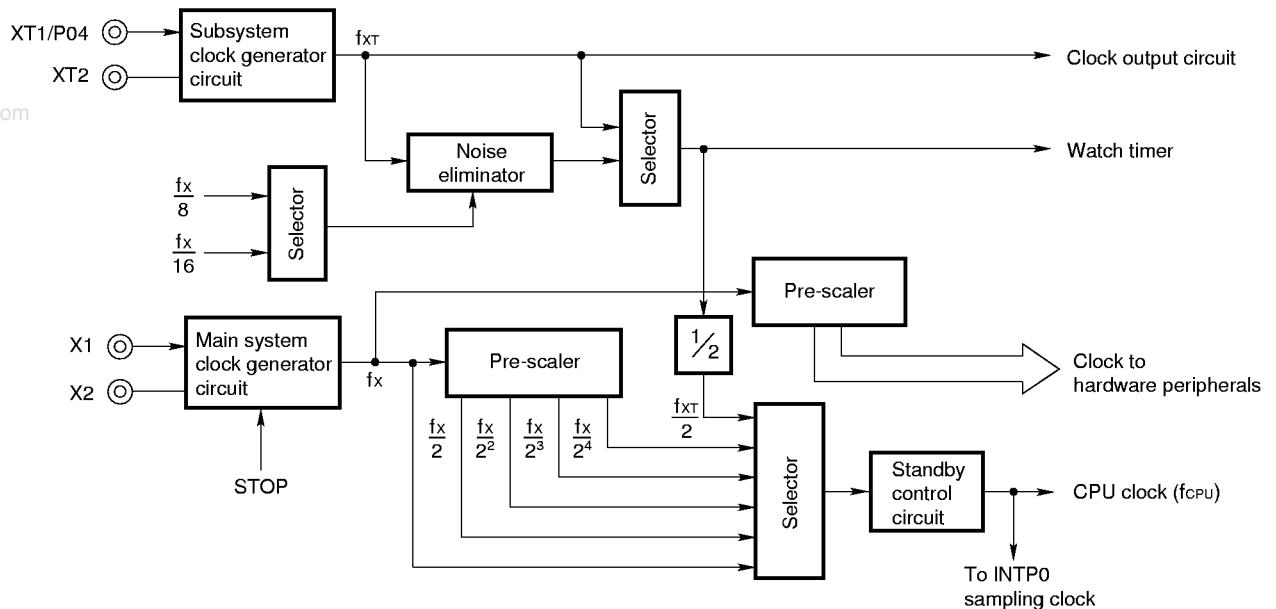 XT1/P04
XT2
Subsystem
clock generator
circuit
fXT
Clock output circuit
om
Noise
eliminator
Selector
Watch timer
fX
8
fX
16
Selector
Pre-scaler
X1
X2
Main system
clock generator
circuit
fX
Pre-scaler
1/2
Clock to
hardware peripherals
STOP
fX
2
fX
2²
fX
2³
fX
2⁴
fXT
2
Selector
Standby
control
circuit
CPU clock (fCPU)
To INTP0
sampling clock